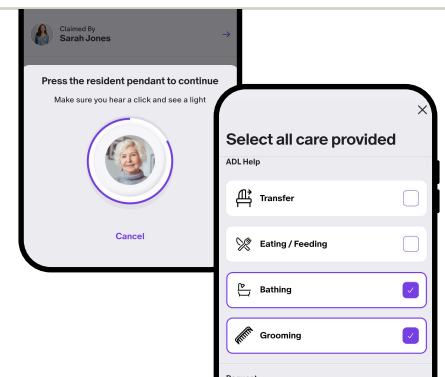 Claimed By
Sarah Jones
Press the resident pendant to continue
Make sure you hear a click and see a light
Cancel
Select all care provided
ADL Help
Transfer
Eating / Feeding
Bathing
Grooming